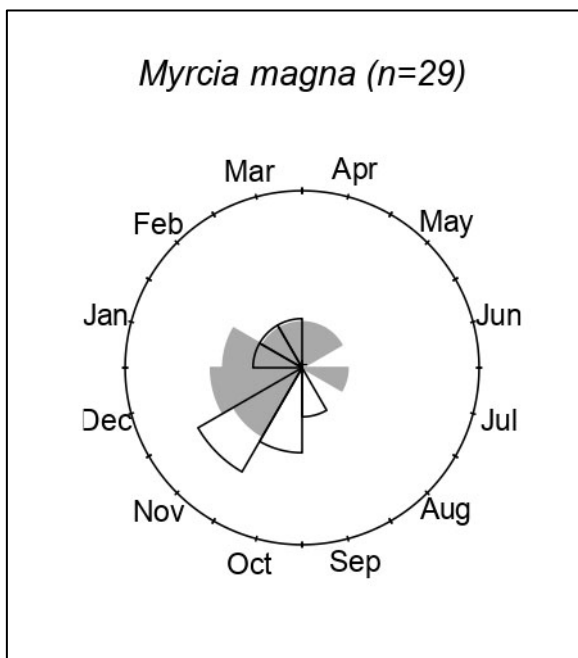 Myrcia magna (n=29)
Mar Apr
Feb May
Jan Jun
Dec Jul
Nov Aug
Oct Sep